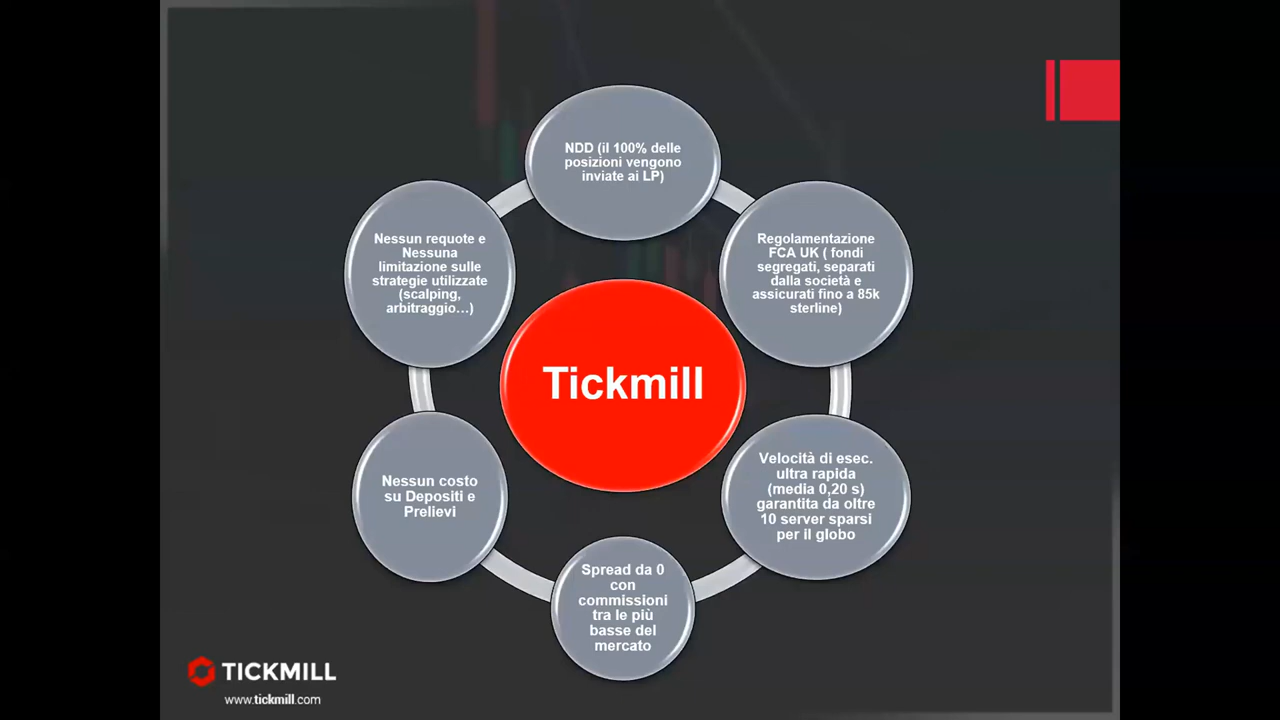 NDD (il 100% delle
posizioni vengono
inviate ai LP)
Regolamentazione
FCA UK ( fondi
segregati, separati
dalla società e
assicurati fino a 85k
sterline)
Velocità di esec.
ultra rapida
(media 0,20 s)
garantita da oltre
10 server sparsi
per il globo
Spread da 0
con
commissioni
tra le più
basse del
mercato
Nessun costo
su Depositi e
Prelievi
Nessun requote e
Nessuna
limitazione sulle
strategie utilizzate
(scalping,
arbitraggio...)
Tickmill
TICKMILL
www.tickmill.com